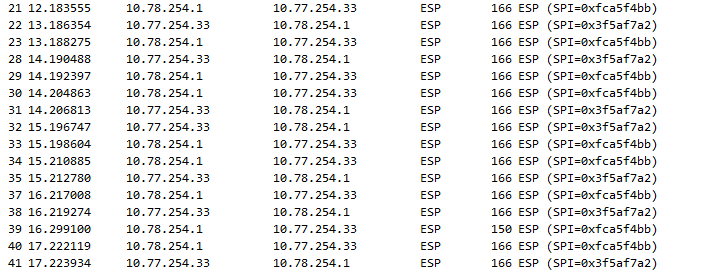 21 12.183555 10.78.254.1 10.77.254.33 ESP 166 ESP (SPI=0xfca5f4bb)
22 13.186354 10.77.254.33 10.78.254.1 ESP 166 ESP (SPI=0x3f5af7a2)
23 13.188275 10.78.254.1 10.77.254.33 ESP 166 ESP (SPI=0xfca5f4bb)
28 14.190488 10.77.254.33 10.78.254.1 ESP 166 ESP (SPI=0x3f5af7a2)
29 14.192397 10.78.254.1 10.77.254.33 ESP 166 ESP (SPI=0xfca5f4bb)
30 14.204863 10.78.254.1 10.77.254.33 ESP 166 ESP (SPI=0xfca5f4bb)
31 14.206813 10.77.254.33 10.78.254.1 ESP 166 ESP (SPI=0x3f5af7a2)
32 15.196747 10.77.254.33 10.78.254.1 ESP 166 ESP (SPI=0x3f5af7a2)
33 15.198604 10.78.254.1 10.77.254.33 ESP 166 ESP (SPI=0xfca5f4bb)
34 15.210885 10.78.254.1 10.77.254.33 ESP 166 ESP (SPI=0xfca5f4bb)
35 15.212780 10.77.254.33 10.78.254.1 ESP 166 ESP (SPI=0x3f5af7a2)
37 16.217008 10.78.254.1 10.77.254.33 ESP 166 ESP (SPI=0xfca5f4bb)
38 16.219274 10.77.254.33 10.78.254.1 ESP 166 ESP (SPI=0x3f5af7a2)
39 16.299100 10.78.254.1 10.77.254.33 ESP 150 ESP (SPI=0xfca5f4bb)
40 17.222119 10.78.254.1 10.77.254.33 ESP 166 ESP (SPI=0xfca5f4bb)
41 17.223934 10.77.254.33 10.78.254.1 ESP 166 ESP (SPI=0x3f5af7a2)